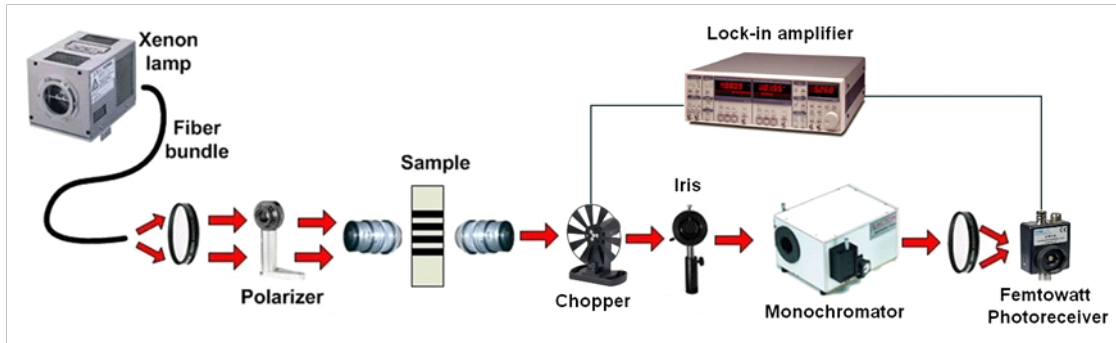 Xenon
lamp
Lock-in amplifier
Fiber
bundle
Sample
Iris
Polarizer
Chopper
Monochromator
Femtowatt
Photoreceiver